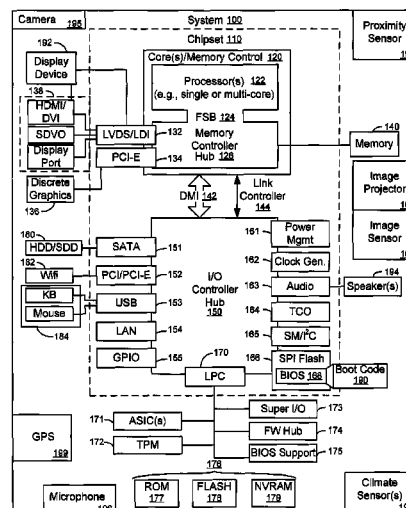 Camera
195
System 100
Chipset 110
Proximity
Sensor
192
Display
Device
138
HDMI/
DVI
SDVO
Display
Port
Discrete
Graphics
136
Core(s)/Memory Control 120
Processor(s) 122
(e.g., single or multi-core)
FSB 124
Memory
Controller
Hub 126
LVDS/LDI
132
PCI-E
134
140
Memory
DMI
142
Link
Controller
144
Image
Projector
Image
Sensor
180
HDD/SDD
182
Wifi
KB
Mouse
184
SATA
151
PCI/PCI-E
152
USB
153
LAN
154
GPIO
155
I/O
Controller
Hub
150
161
Power
Mgmt
162
Clock Gen.
163
Audio
194
Speaker(s)
164
TCO
165
SM/I²C
166
SPI Flash
BIOS 168
Boot Code
190
170
LPC
171
ASIC(s)
172
TPM
Super I/O
173
FW Hub
174
BIOS Support
175
176
ROM
177
FLASH
178
NVRAM
179
GPS
199
Microphone
Climate
Sensor(s)